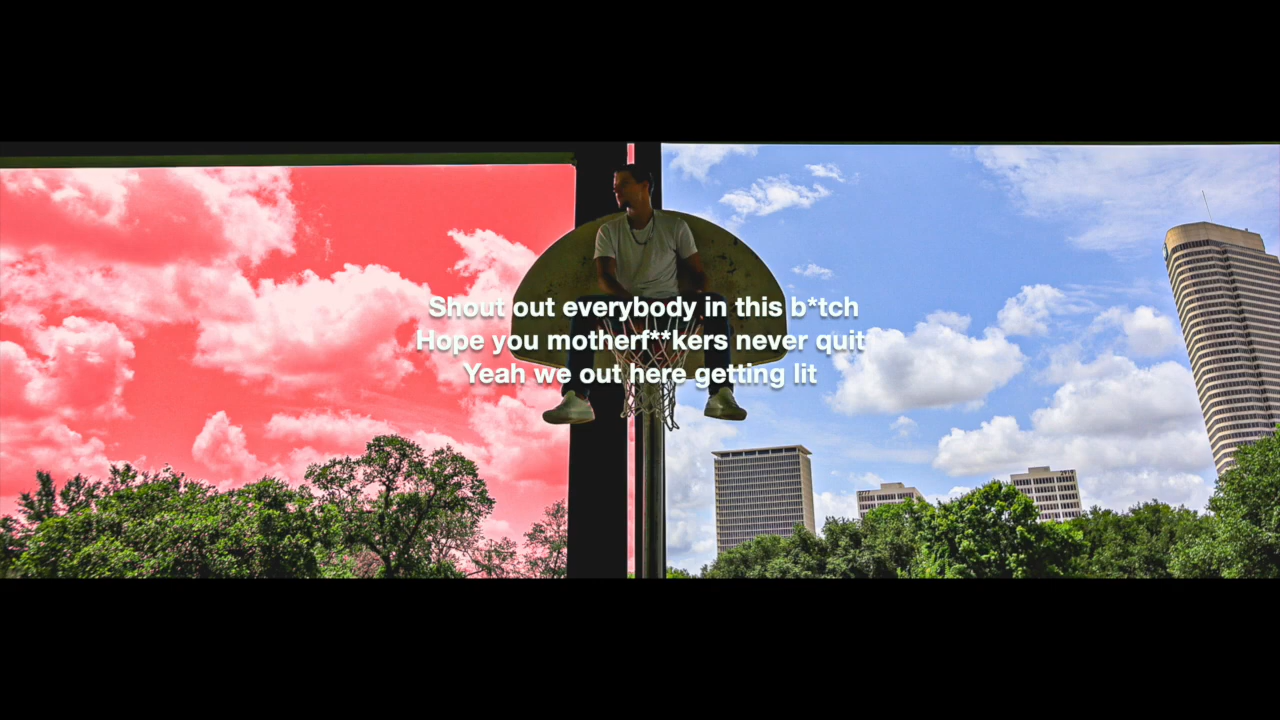 Shout out everybody in this b*tch
Hope you motherf**kers never quit
Yeah we out here getting lit